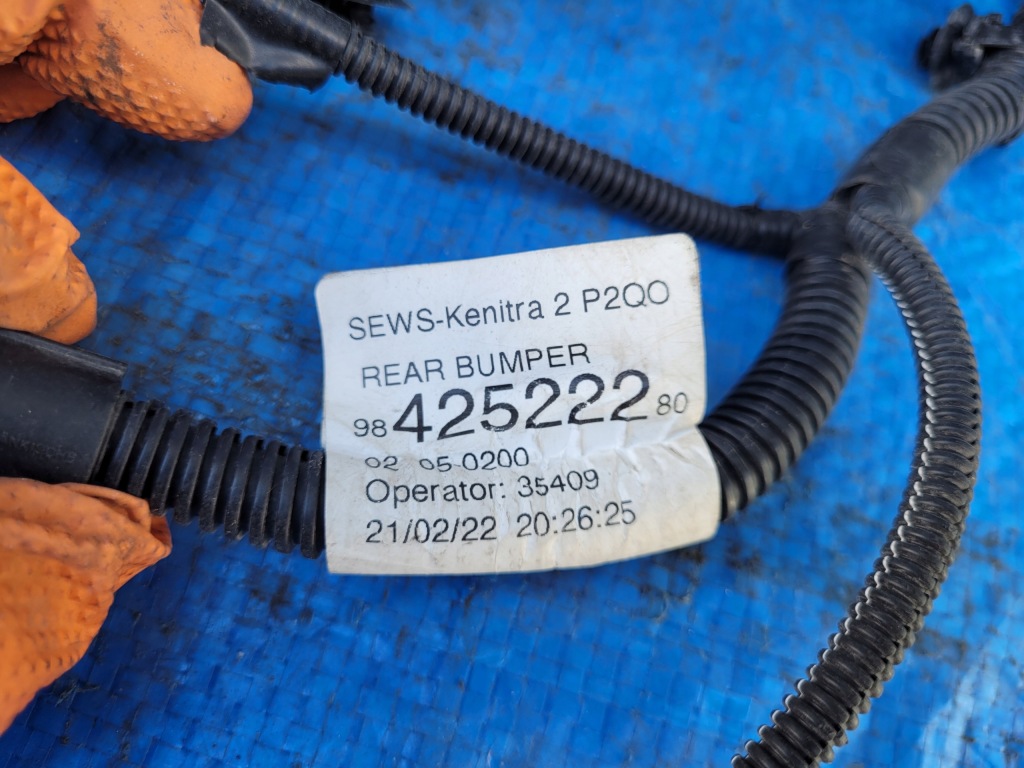 SEWS-Kenitra 2 P2QO
REAR BUMPER
98 425222 80
02 05 0200
Operator: 35409
21/02/22 20:26:25